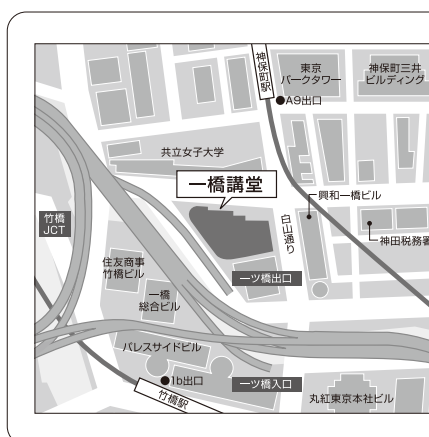 神保町駅
東京
パークタワー
神保町三井
ビルディング
A9出口
共立女子大学
一橋講堂
興和一橋ビル
白山通り
竹橋
JCT
神田税務署
住友商事
竹橋ビル
一ツ橋出口
一橋
総合ビル
パレスサイドビル
1b出口
一ツ橋入口
竹橋駅
丸紅東京本社ビル